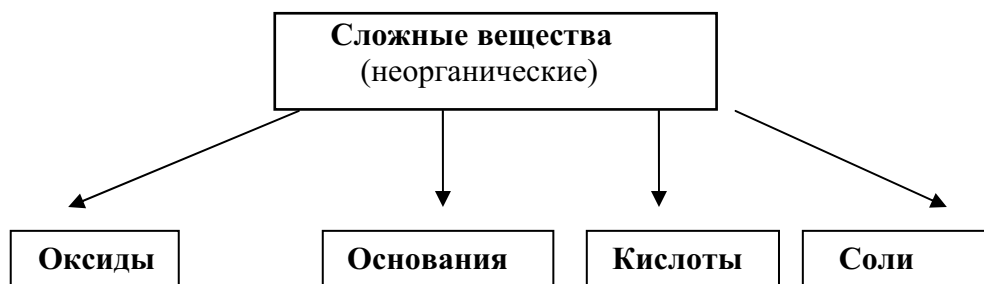 Сложные вещества
(неорганические)
Оксиды
Основания
Кислоты
Соли